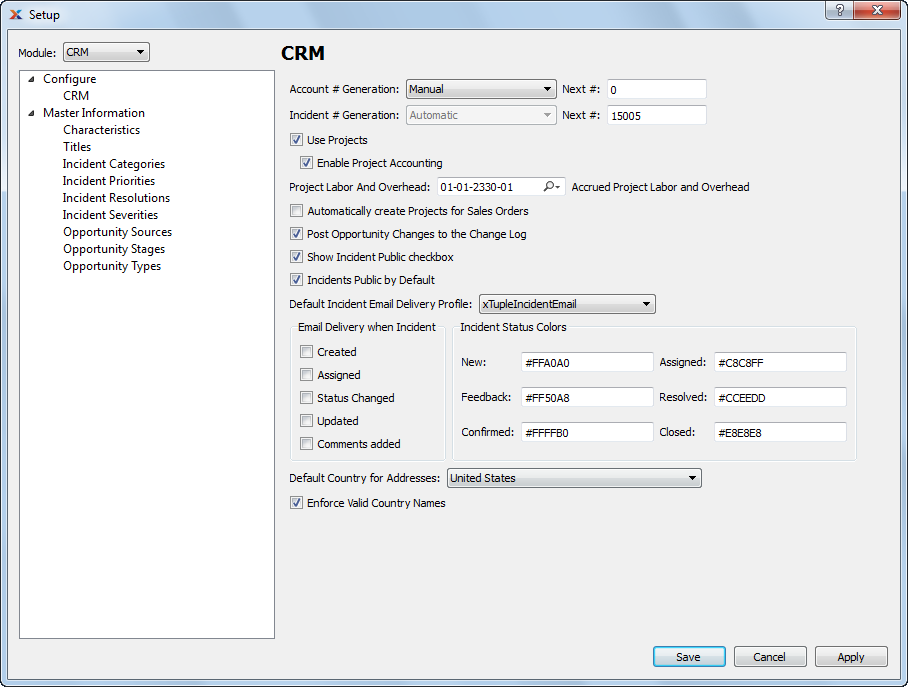 Setup
?
Module: CRM
Configure
CRM
Master Information
Characteristics
Titles
Incident Categories
Incident Priorities
Incident Resolutions
Incident Severities
Opportunity Sources
Opportunity Stages
Opportunity Types
CRM
Account # Generation: Manual Next #: 0
Incident # Generation: Automatic Next #: 15005
Use Projects
Enable Project Accounting
Project Labor And Overhead: 01-01-2330-01 Accrued Project Labor and Overhead
Automatically create Projects for Sales Orders
Post Opportunity Changes to the Change Log
Show Incident Public checkbox
Incidents Public by Default
Default Incident Email Delivery Profile: xTupleIncidentEmail
Email Delivery when Incident
Created
Assigned
Status Changed
Updated
Comments added
Incident Status Colors
New: #FFA0A0 Assigned: #C8C8FF
Feedback: #FF50A8 Resolved: #CCEEDD
Confirmed: #FFFFB0 Closed: #E8E8E8
Default Country for Addresses: United States
Enforce Valid Country Names
Save Cancel Apply